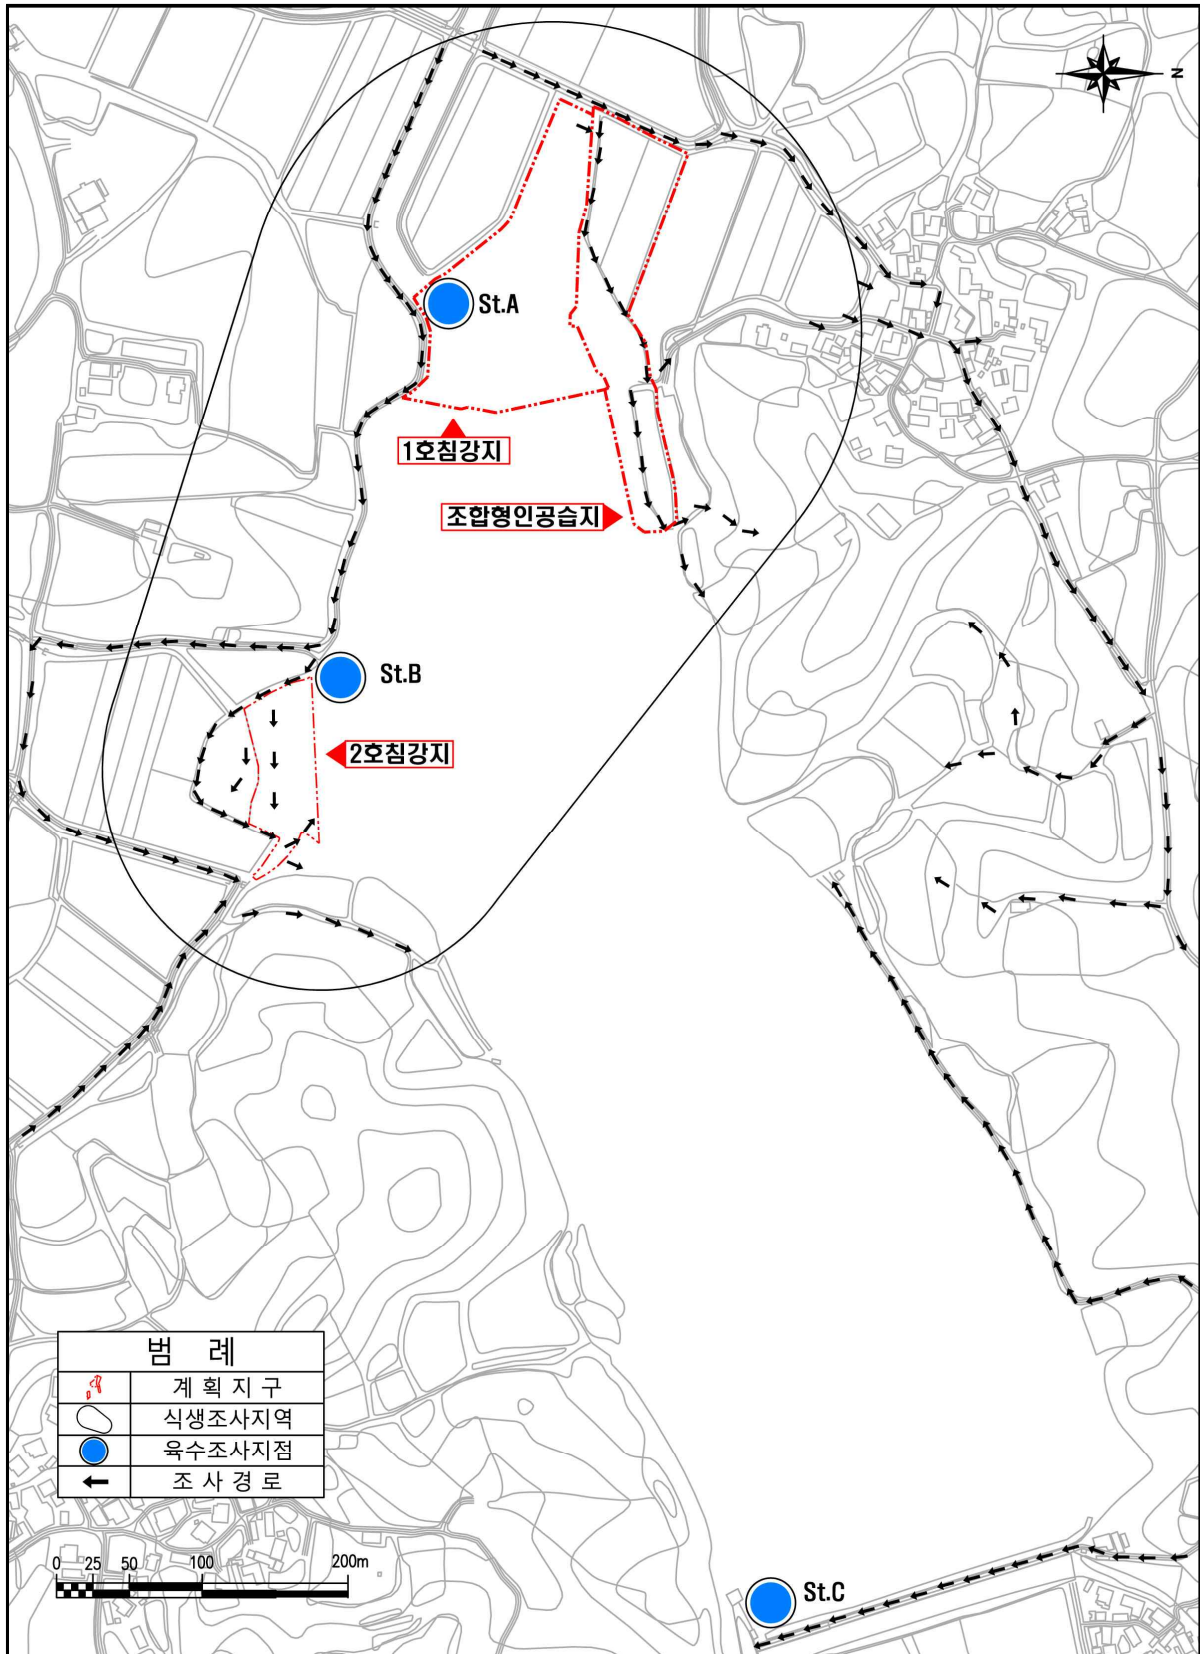 N
St.A
1호침강지
조합형인공습지
St.B
2호침강지
범 례
계 획 지 구
식생조사지역
육수조사지점
조 사 경 로
0 25 50 100 200m
St.C